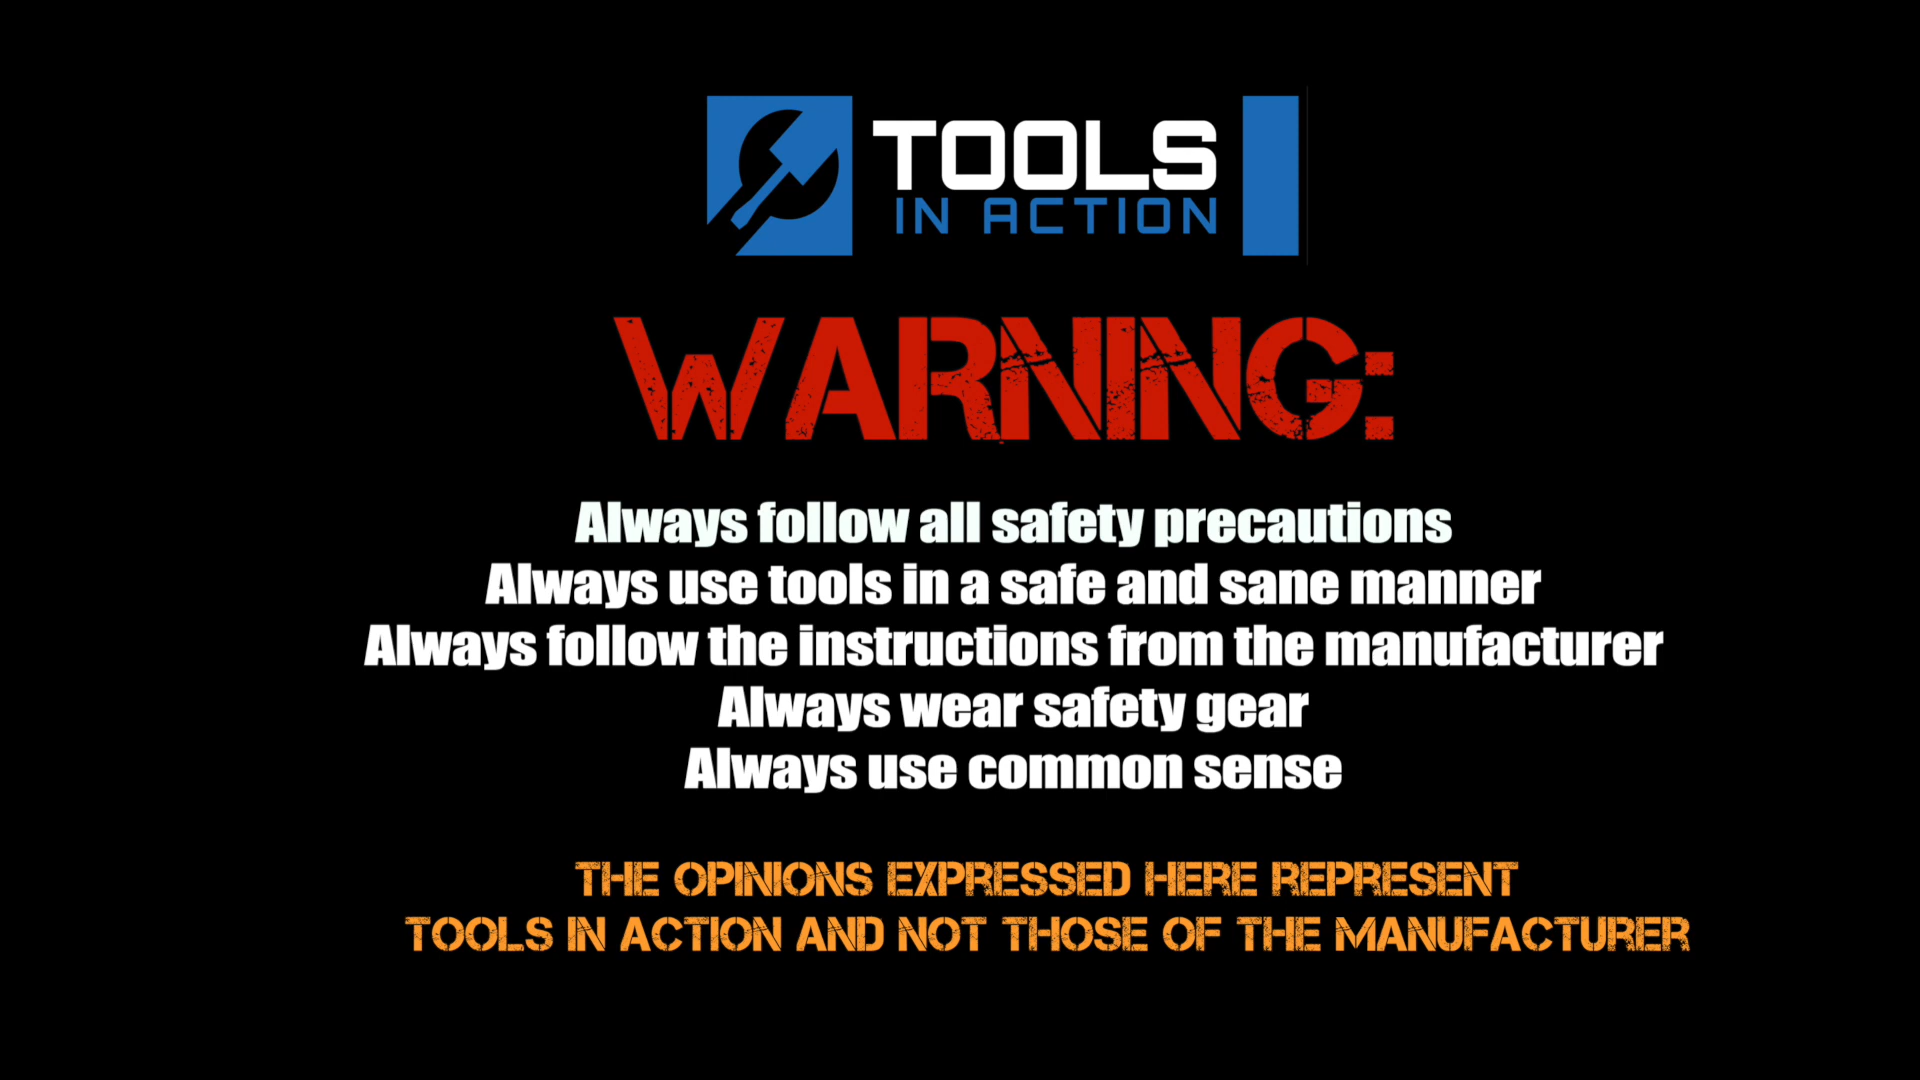 TOOLS
IN ACTION
WARNING:
Always follow all safety precautions
Always use tools in a safe and sane manner
Always follow the instructions from the manufacturer
Always wear safety gear
Always use common sense
THE OPINIONS EXPRESSED HERE REPRESENT
TOOLS IN ACTION AND NOT THOSE OF THE MANUFACTURER